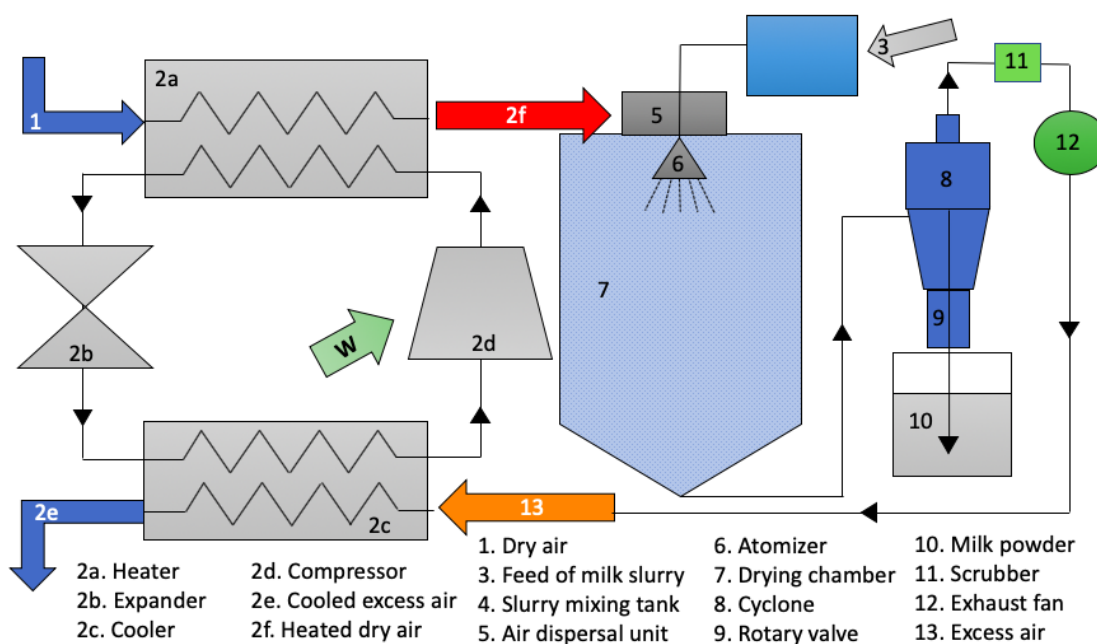 2a
11
3
1
2f
5
12
6
8
7
W
2b
2d
9
10
2e
13
2c
1. Dry air
6. Atomizer
10. Milk powder
2a. Heater
2d. Compressor
3. Feed of milk slurry
7. Drying chamber
11. Scrubber
2b. Expander
2e. Cooled excess air
4. Slurry mixing tank
8. Cyclone
12. Exhaust fan
2c. Cooler
2f. Heated dry air
5. Air dispersal unit
9. Rotary valve
13. Excess air